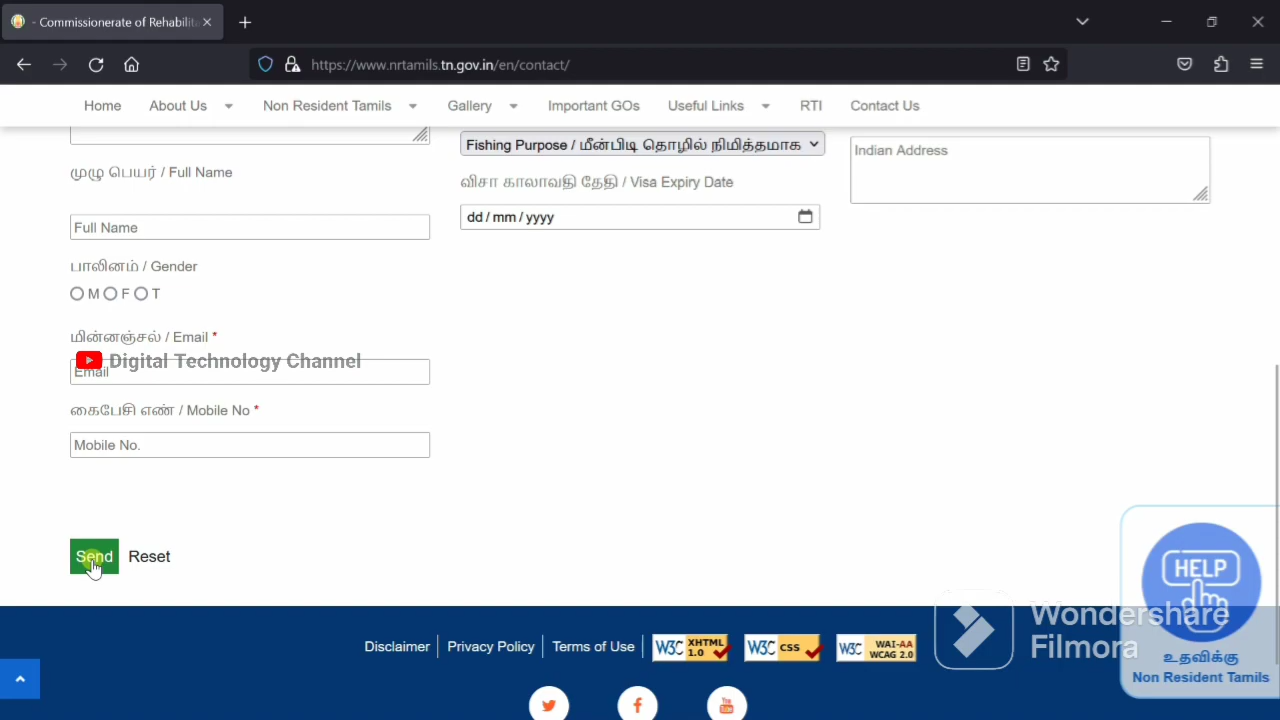 - Commissionerate of Rehabilita
https://www.nrtamils.tn.gov.in/en/contact/
Home About Us Non Resident Tamils Gallery Important GOs Useful Links RTI Contact Us
Fishing Purpose / மீன்பிடி தொழில் நிமித்தமாக
Indian Address
முழு பெயர் / Full Name
விசா காலாவதி தேதி / Visa Expiry Date
dd / mm / yyyy
Full Name
பாலினம் / Gender
M F T
மின்னஞ்சல் / Email *
Digital Technology Channel
Email
கைபேசி எண் / Mobile No *
Mobile No.
Send Reset
HELP
உதவிக்கு
Non Resident Tamils
Wondershare
Filmora
Disclaimer Privacy Policy Terms of Use
W3C XHTML 1.0
W3C CSS
W3C WAI-AA WCAG 2.0
You Tube